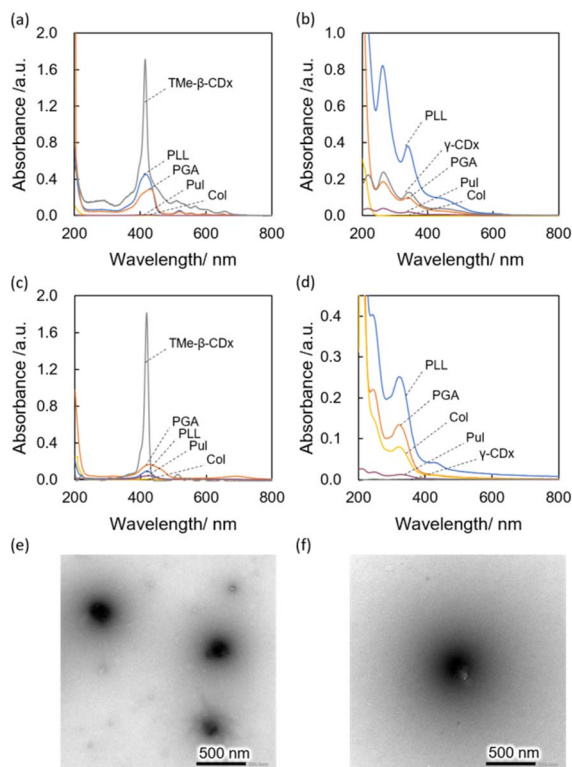 (a)
Absorbance /a.u.
2.0
1.6
1.2
0.8
0.4
0.0
TMe-β-CDx
PLL
PGA
Pul
Col
200 400 600 800
Wavelength/ nm
(b)
Absorbance /a.u.
1.0
0.8
0.6
0.4
0.2
0.0
PLL
γ-CDx
PGA
Pul
Col
200 400 600 800
Wavelength/ nm
(c)
Absorbance /a.u.
2.0
1.6
1.2
0.8
0.4
0.0
TMe-β-CDx
PGA
PLL
Pul
Col
200 400 600 800
Wavelength/ nm
(d)
Absorbance /a.u.
0.4
0.3
0.2
0.1
0
PLL
PGA
Col
Pul
γ-CDx
200 400 600 800
Wavelength/ nm
(e)
500 nm
(f)
500 nm